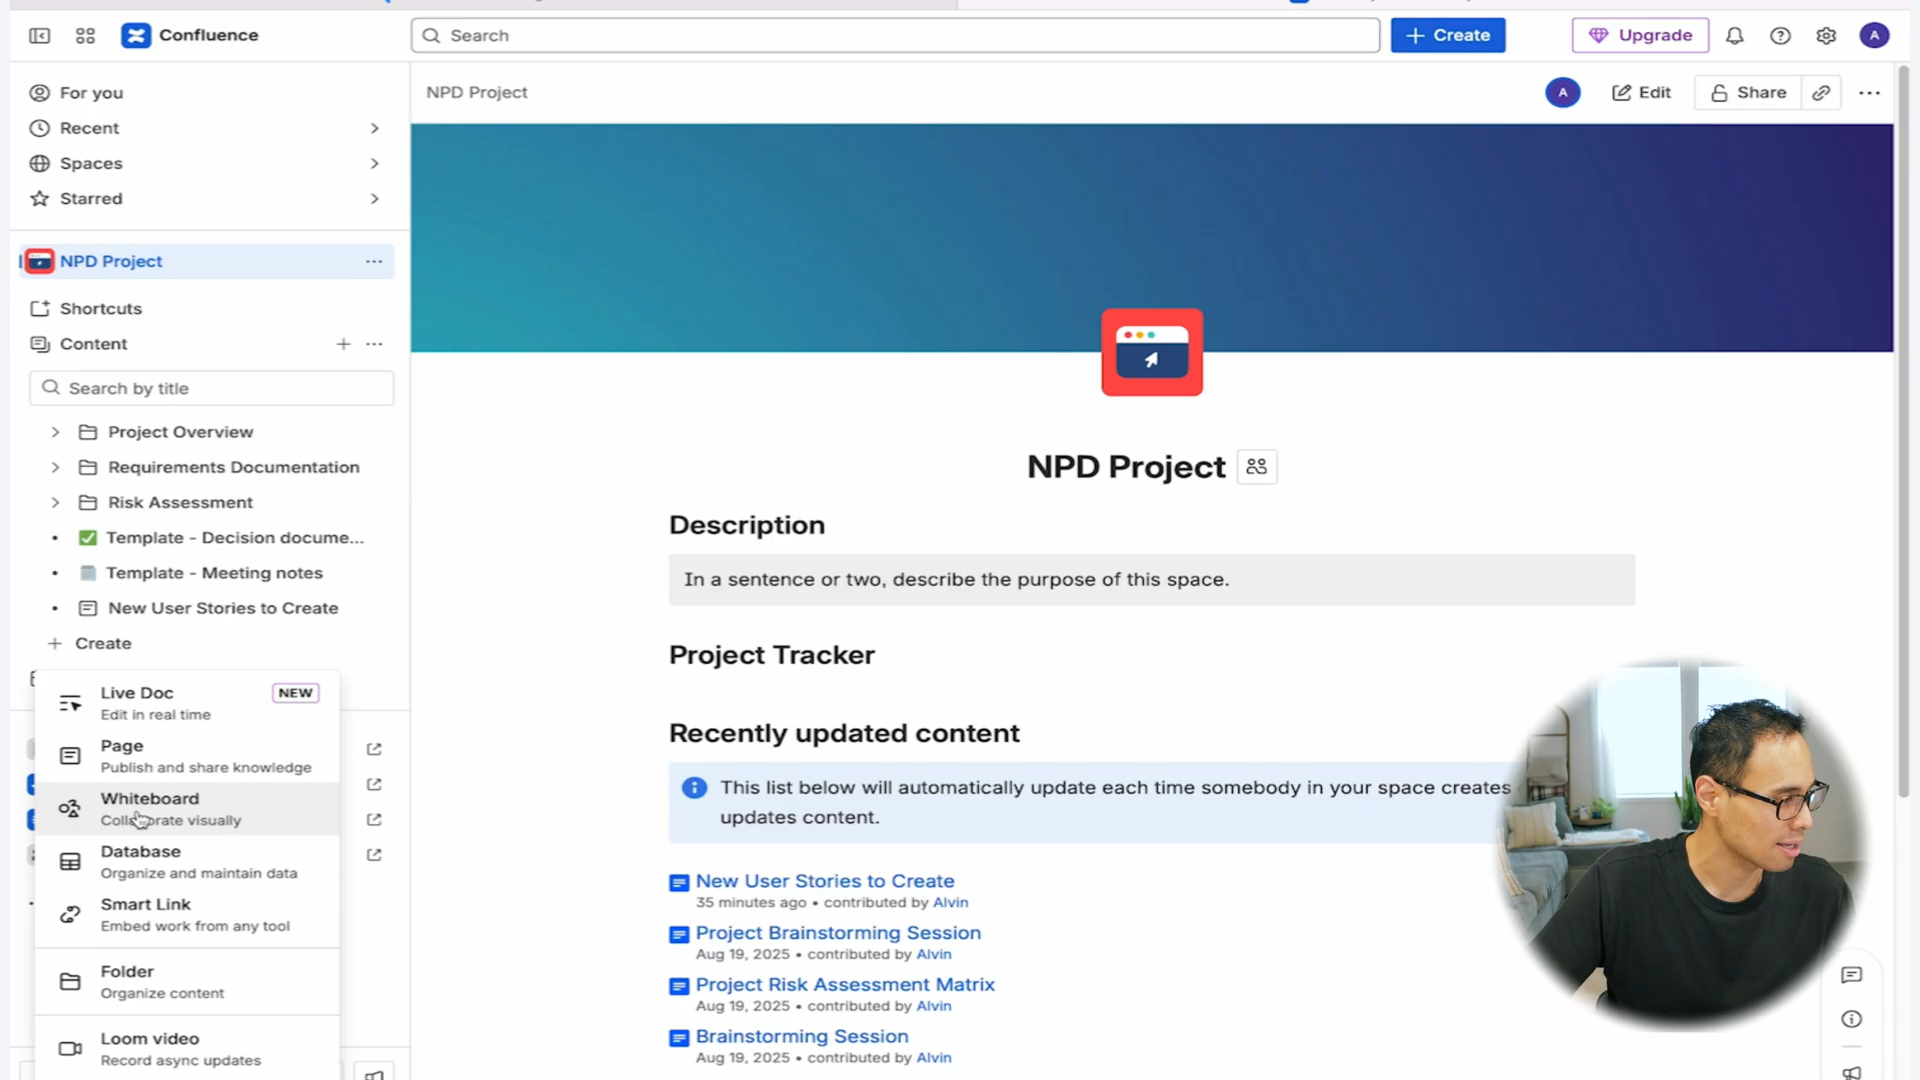 Confluence
Search
Create
Upgrade
A
For you
Recent
Spaces
Starred
NPD Project
Shortcuts
Content
Search by title
Project Overview
Requirements Documentation
Risk Assessment
Template - Decision docume...
Template - Meeting notes
New User Stories to Create
Create
Live Doc
NEW
Edit in real time
Page
Publish and share knowledge
Whiteboard
Collaborate visually
Database
Organize and maintain data
Smart Link
Embed work from any tool
Folder
Organize content
Loom video
Record async updates
NPD Project
A
Edit
Share
NPD Project
Description
In a sentence or two, describe the purpose of this space.
Project Tracker
Recently updated content
This list below will automatically update each time somebody in your space creates
updates content.
New User Stories to Create
35 minutes ago • contributed by Alvin
Project Brainstorming Session
Aug 19, 2025 • contributed by Alvin
Project Risk Assessment Matrix
Aug 19, 2025 • contributed by Alvin
Brainstorming Session
Aug 19, 2025 • contributed by Alvin